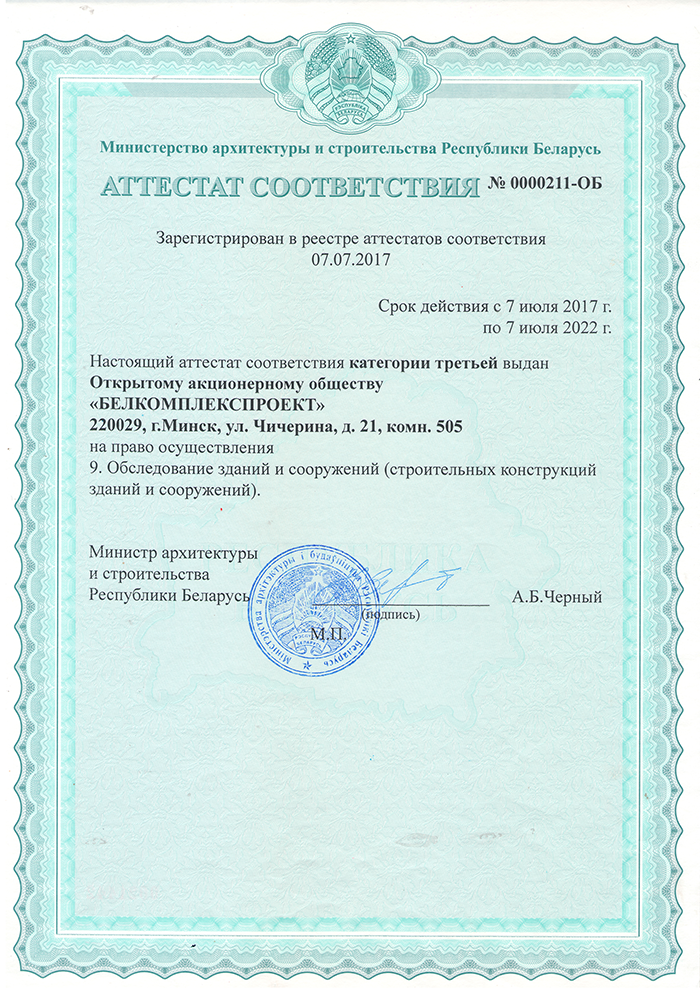 РЭСПУБЛІКА
БЕЛАРУСЬ
Министерство архитектуры и строительства Республики Беларусь
АТТЕСТАТ СООТВЕТСТВИЯ № 0000211-ОБ
Зарегистрирован в реестре аттестатов соответствия
07.07.2017
Срок действия с 7 июля 2017 г.
по 7 июля 2022 г.
Настоящий аттестат соответствия категории третьей выдан
Открытому акционерному обществу
«БЕЛКОМПЛЕКСПРОЕКТ»
220029, г.Минск, ул. Чичерина, д. 21, комн. 505
на право осуществления
9. Обследование зданий и сооружений (строительных конструкций
зданий и сооружений).
Министр архитектуры
и строительства
Республики Беларусь
А.Б.Черный
(подпись)
М.П.
Міністэрства архітэктуры і будаўніцтва Рэспублікі Беларусь